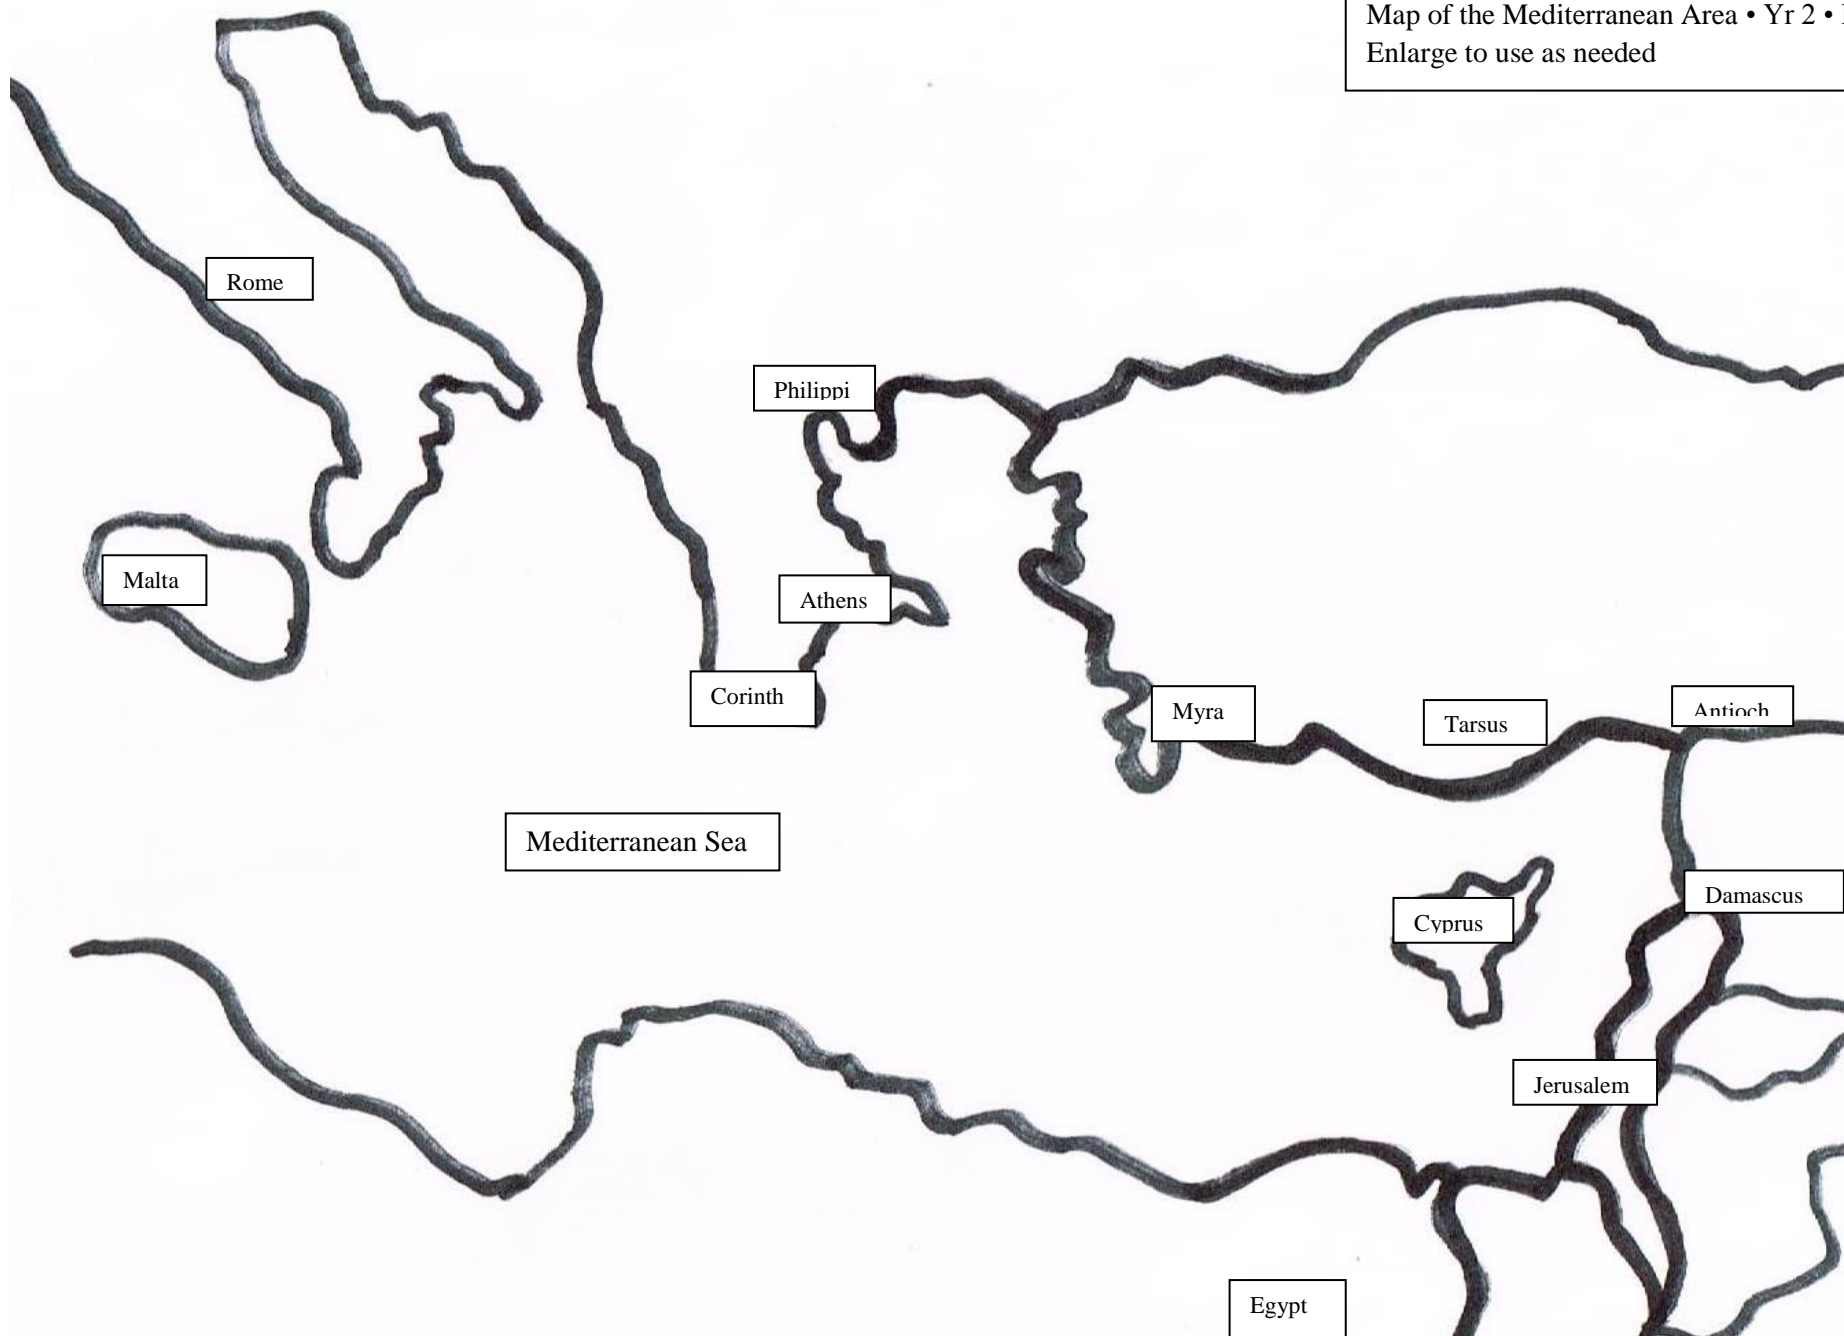 Map of the Mediterranean Area • Yr 2 •
Enlarge to use as needed
Rome
Philippi
Malta
Athens
Corinth
Myra
Tarsus
Antioch
Mediterranean Sea
Damascus
Cyprus
Jerusalem
Egypt